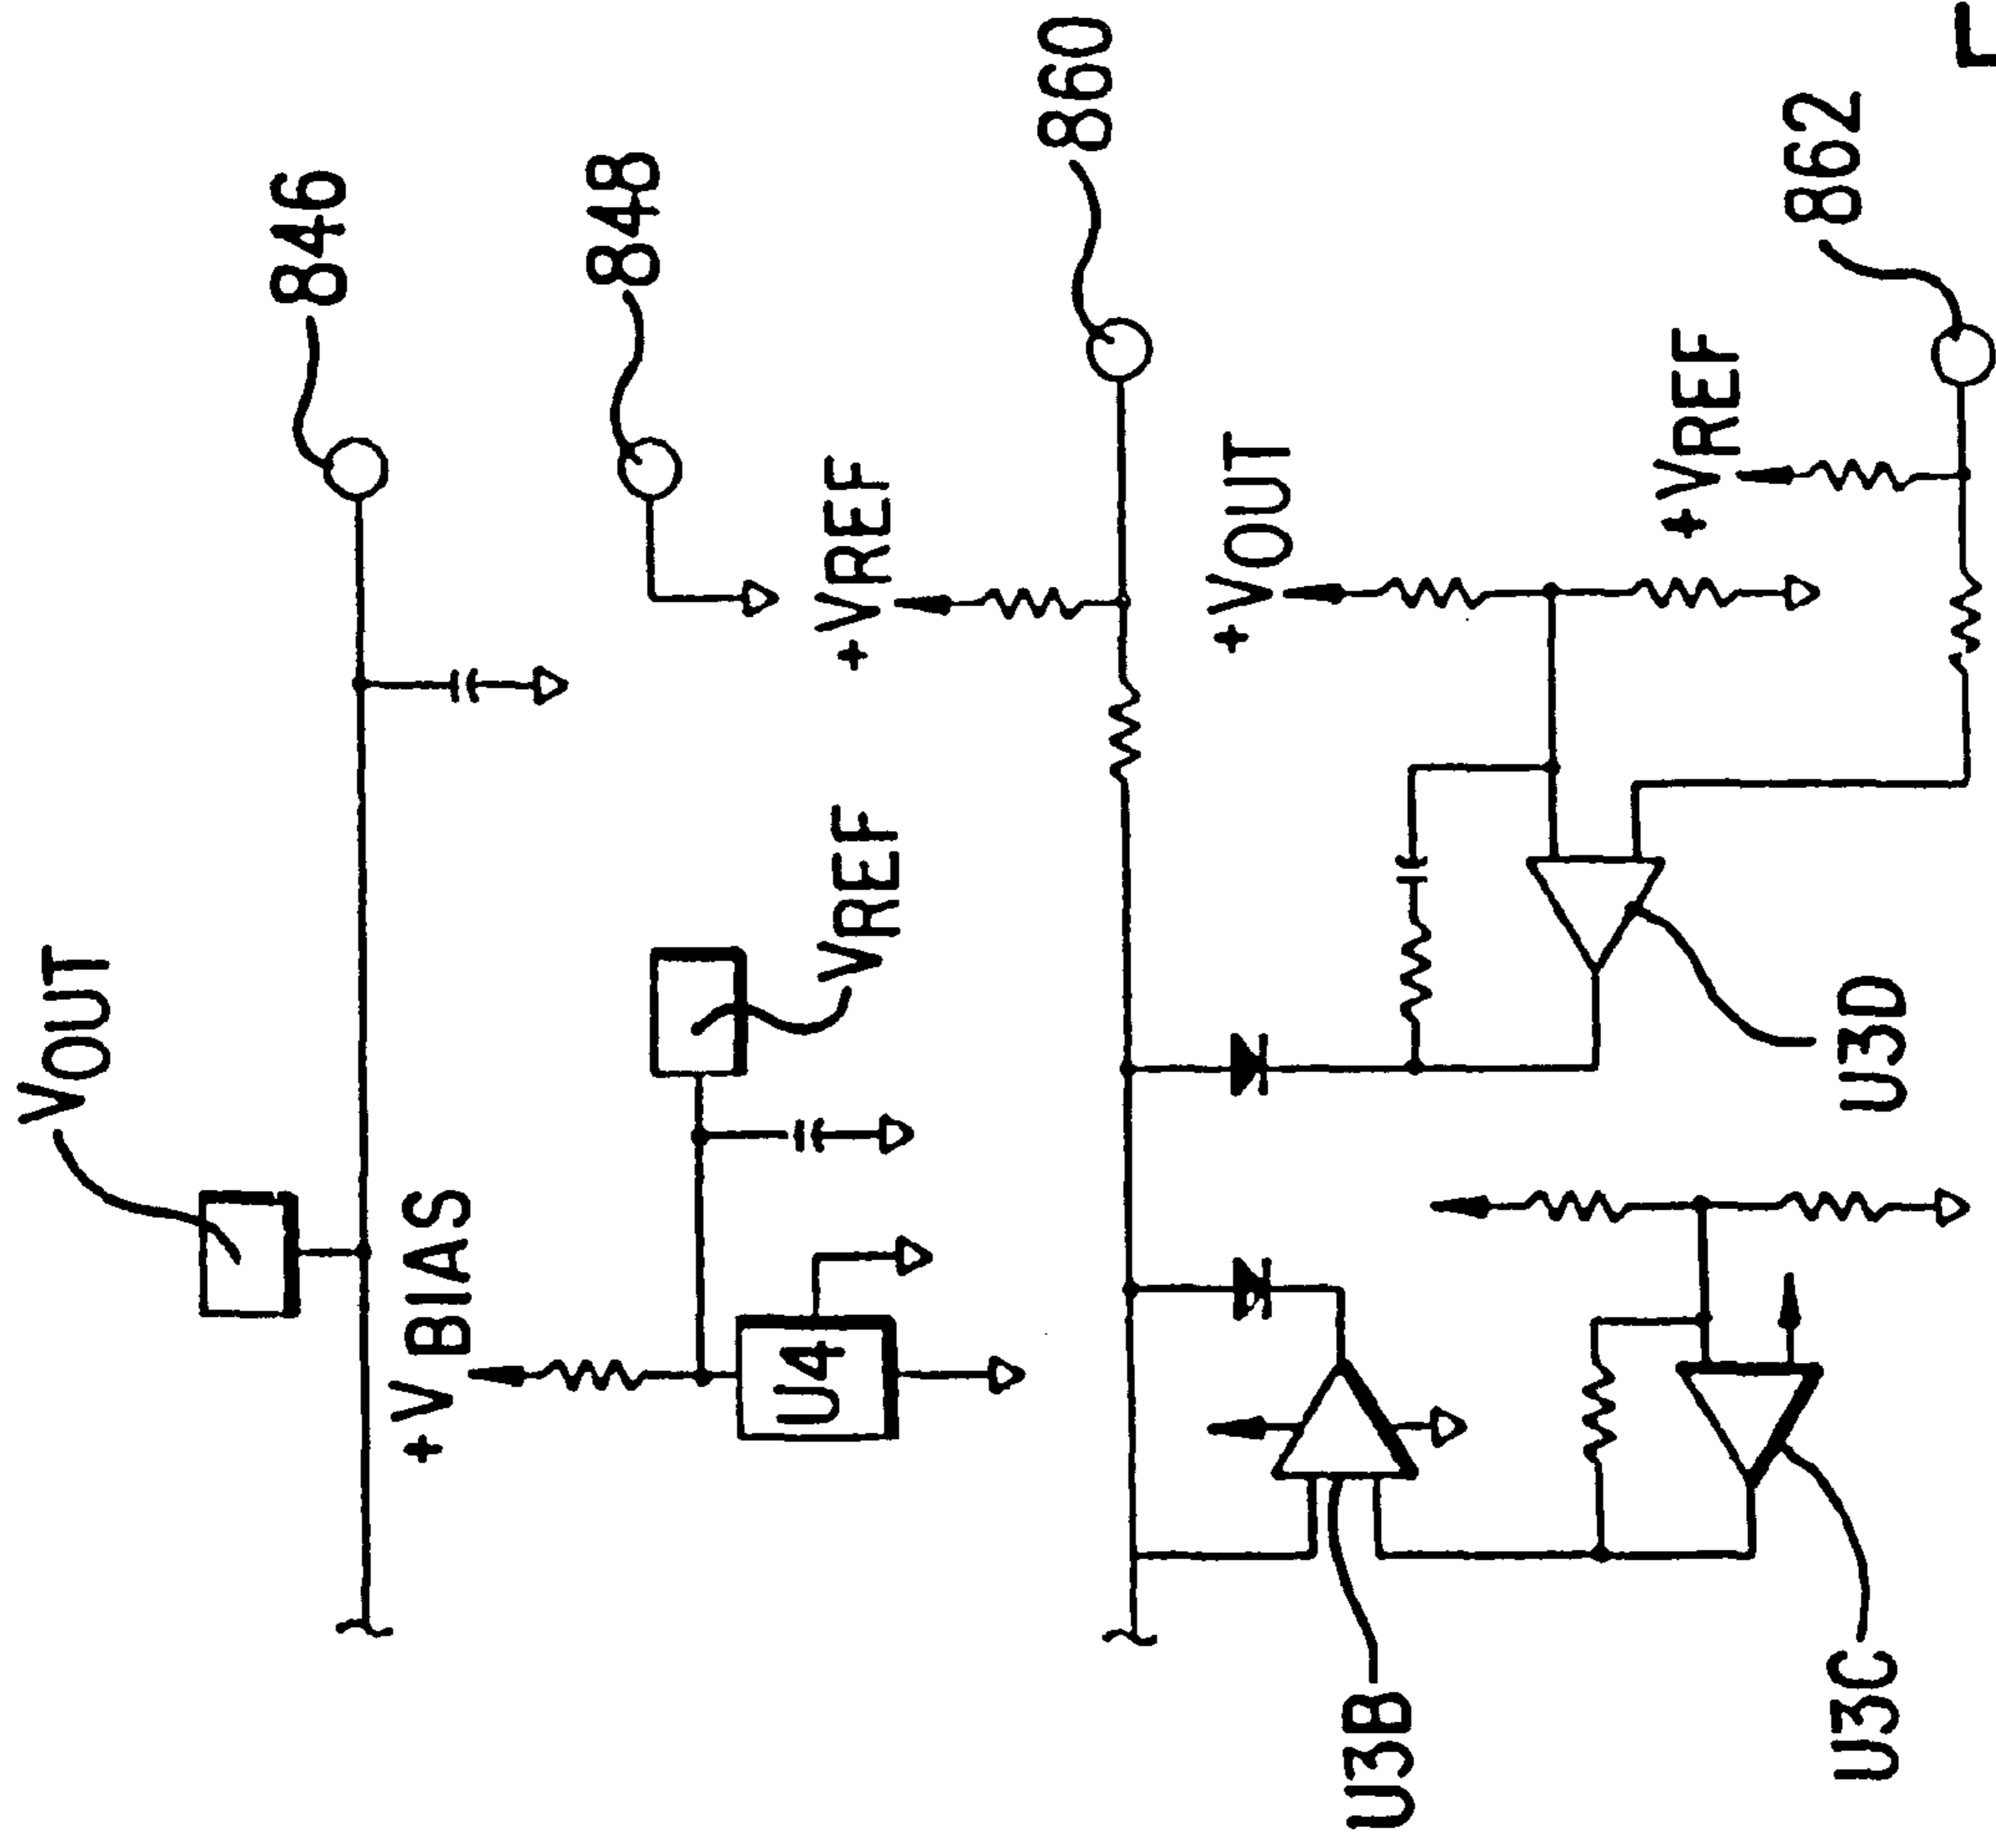 VOUT
846
+ V BIAS
848
VREF
+ VREF
U4
860
+ VOUT
+ VREF
862
U3D
U3B
U3C